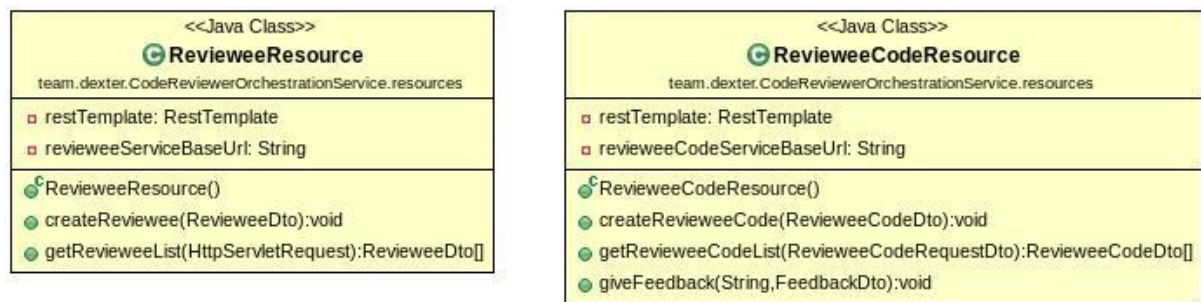 <<Java Class>>
RevieweeResource
team.dexter.CodeReviewerOrchestrationService.resources
restTemplate: RestTemplate
revieweeServiceBaseUrl: String
RevieweeResource()
createReviewee(RevieweeDto):void
getRevieweeList(HttpServletRequest):RevieweeDto[]
<<Java Class>>
RevieweeCodeResource
team.dexter.CodeReviewerOrchestrationService.resources
restTemplate: RestTemplate
revieweeCodeServiceBaseUrl: String
RevieweeCodeResource()
createRevieweeCode(RevieweeCodeDto):void
getRevieweeCodeList(RevieweeCodeRequestDto):RevieweeCodeDto[]
giveFeedback(String,FeedbackDto):void